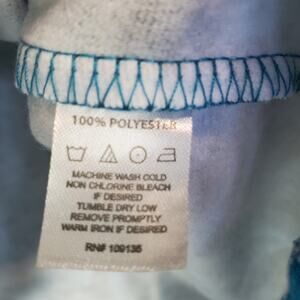 100% POLYESTER
MACHINE WASH COLD
NON CHLORINE BLEACH
IF DESIRED
TUMBLE DRY LOW
REMOVE PROMPTLY
WARM IRON IF DESIRED
RN# 109135